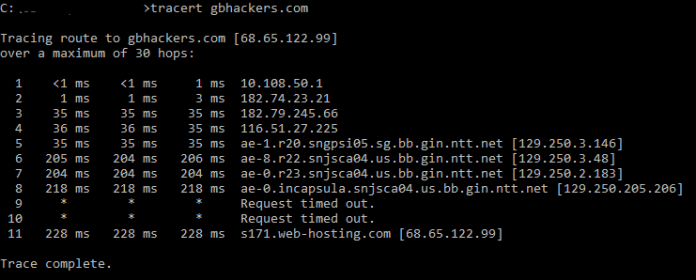 C: >tracert gbhackers.com
Tracing route to gbhackers.com [68.65.122.99]
over a maximum of 30 hops:
1 <1 ms <1 ms 1 ms 10.108.50.1
2 1 ms 1 ms 3 ms 182.74.23.21
3 35 ms 35 ms 35 ms 182.79.245.66
4 36 ms 36 ms 35 ms 116.51.27.225
5 35 ms 35 ms 35 ms ae-1.r20.sngpsi05.sg.bb.gin.ntt.net [129.250.3.146]
6 205 ms 204 ms 206 ms ae-8.r22.snjsca04.us.bb.gin.ntt.net [129.250.3.48]
7 204 ms 204 ms 204 ms ae-0.r23.snjsca04.us.bb.gin.ntt.net [129.250.2.183]
8 218 ms 218 ms 218 ms ae-0.incapsula.snjsca04.us.bb.gin.ntt.net [129.250.205.206]
9 * * * Request timed out.
10 * * * Request timed out.
11 228 ms 228 ms 228 ms s171.web-hosting.com [68.65.122.99]
Trace complete.